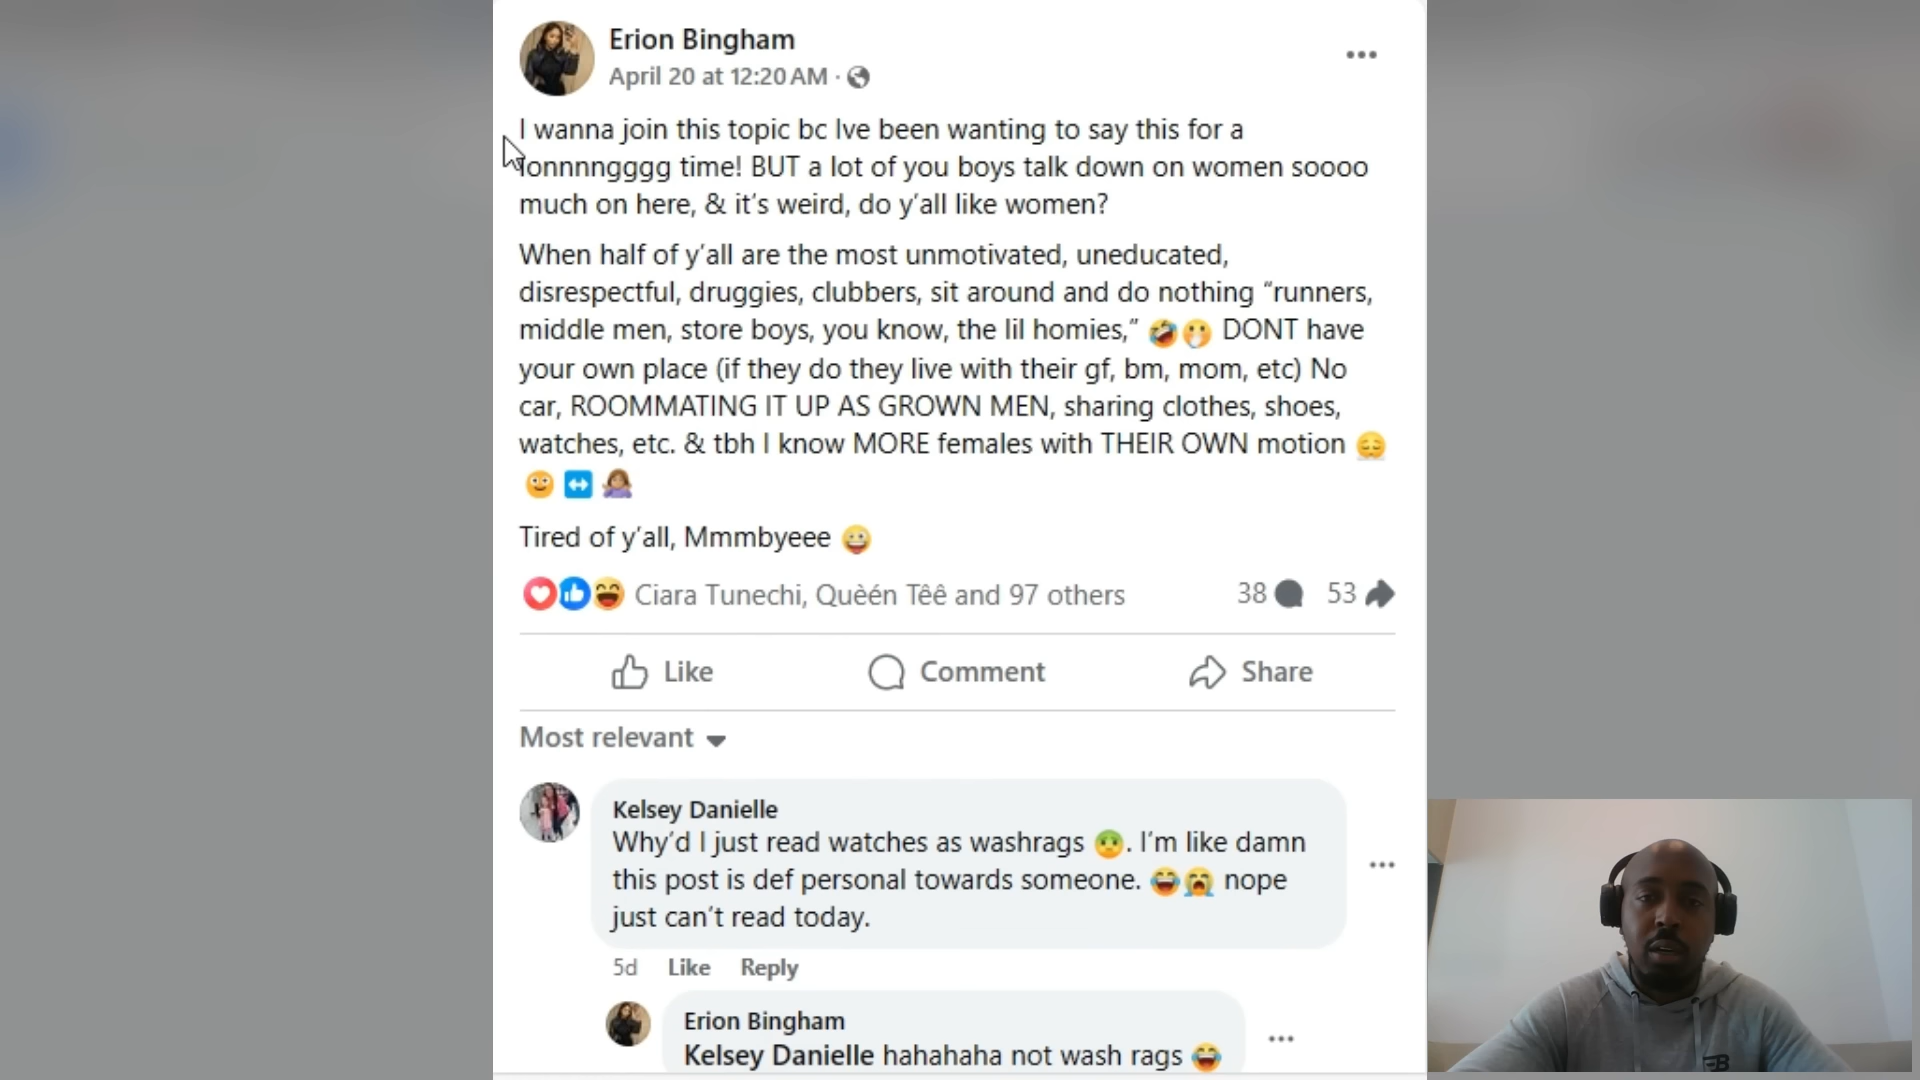 Erion Bingham
April 20 at 12:20 AM ·
I wanna join this topic bc Ive been wanting to say this for a
lonnnngggg time! BUT a lot of you boys talk down on women soooo
much on here, & it's weird, do y'all like women?
When half of y'all are the most unmotivated, uneducated,
disrespectful, druggies, clubbers, sit around and do nothing “runners,
middle men, store boys, you know, the lil homies,” 🤣🫢 DONT have
your own place (if they do they live with their gf, bm, mom, etc) No
car, ROOMMATING IT UP AS GROWN MEN, sharing clothes, shoes,
watches, etc. & tbh I know MORE females with THEIR OWN motion 😮‍💨
🙂‍↔️🙅🏽‍♀️
Tired of y'all, Mmmbyeee 😀
Ciara Tunechi, Quèén Têê and 97 others 38 53
Like Comment Share
Most relevant
Kelsey Danielle
Why'd I just read watches as washrags 🤢. I'm like damn
this post is def personal towards someone. 😂😭 nope
just can't read today.
5d Like Reply
Erion Bingham
Kelsey Danielle hahahaha not wash rags 😂